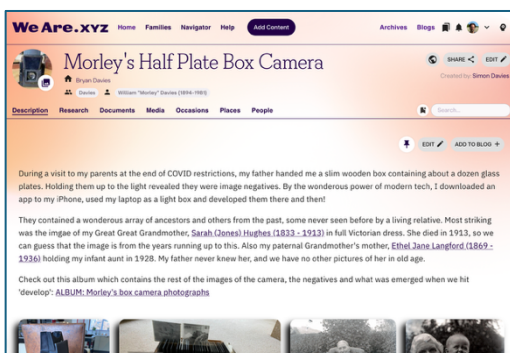 We Are.xyz Home Families Navigator Help Add Content Archives Blogs
Morley's Half Plate Box Camera
SHARE EDIT
Bryan Davies
Created by: Simon Davies
Davies William "Morley" Davies (1894-1981)
Description Research Documents Media Occasions Places People Search...
EDIT ADD TO BLOG +
During a visit to my parents at the end of COVID restrictions, my father handed me a slim wooden box containing about a dozen glass
plates. Holding them up to the light revealed they were image negatives. By the wonderous power of modern tech, I downloaded an
app to my iPhone, used my laptop as a light box and developed them there and then!
They contained a wonderous array of ancestors and others from the past, some never seen before by a living relative. Most striking
was the imgae of my Great Great Grandmother, Sarah (Jones) Hughes (1833 - 1913) in full Victorian dress. She died in 1913, so we
can guess that the image is from the years running up to this. Also my paternal Grandmother's mother, Ethel Jane Langford (1869 -
1936) holding my infant aunt in 1928. My father never knew her, and we have no other pictures of her in old age.
Check out this album which contains the rest of the images of the camera, the negatives and what was emerged when we hit
'develop': ALBUM: Morley's box camera photographs